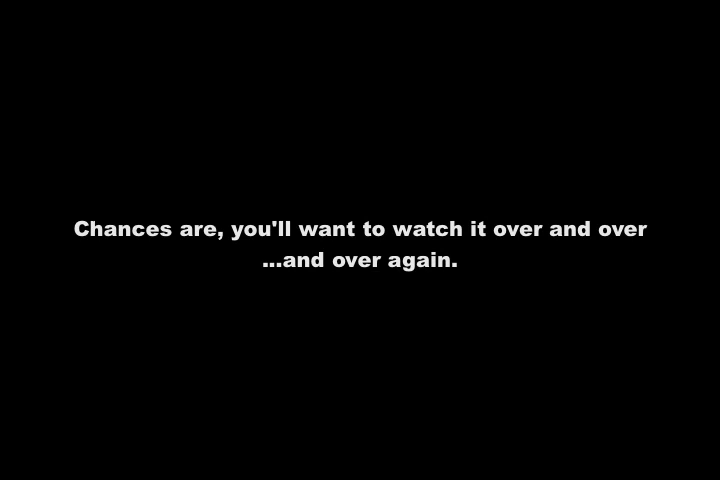 Chances are, you'll want to watch it over and over
...and over again.